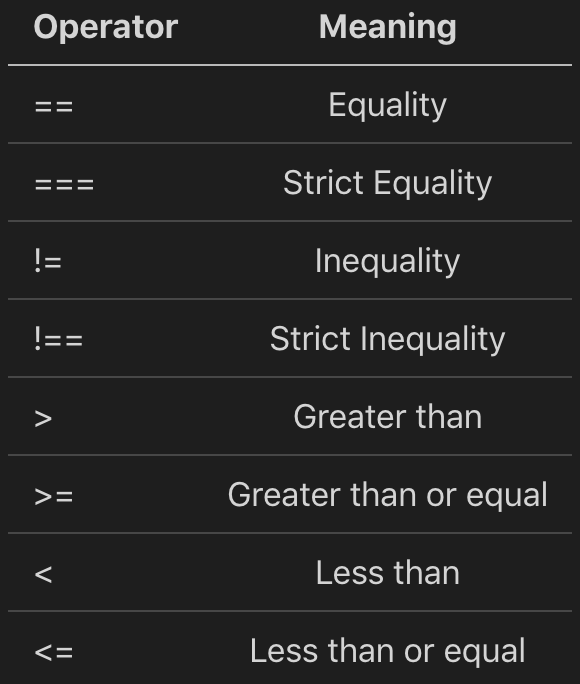 Operator Meaning
== Equality
=== Strict Equality
!= Inequality
!== Strict Inequality
> Greater than
>= Greater than or equal
< Less than
<= Less than or equal